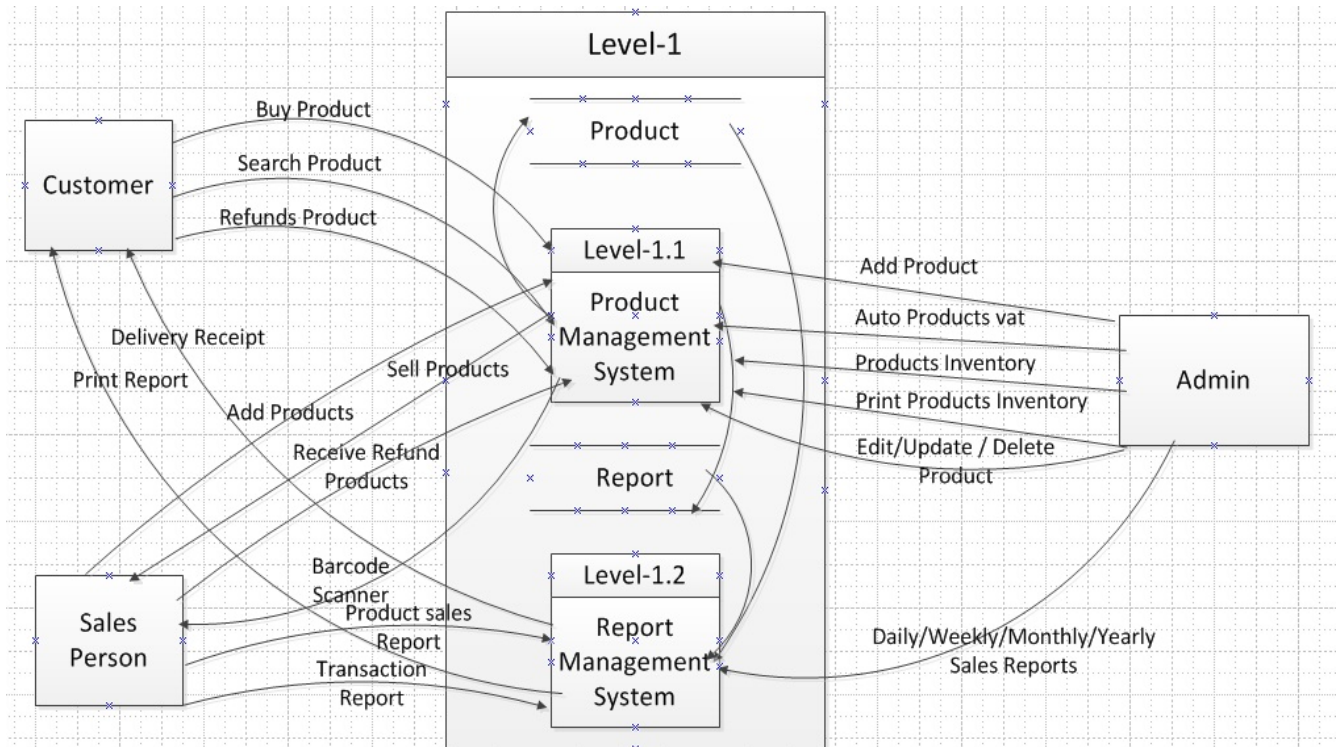 Level-1
Product
Buy Product
Search Product
Refunds Product
Customer
Level-1.1
Product
Management
System
Add Product
Auto Products vat
Products Inventory
Print Products Inventory
Edit/Update / Delete
Product
Admin
Delivery Receipt
Print Report
Sell Products
Add Products
Receive Refund
Products
Report
Level-1.2
Report
Management
System
Barcode
Scanner
Product sales
Report
Transaction
Report
Sales
Person
Daily/Weekly/Monthly/Yearly
Sales Reports